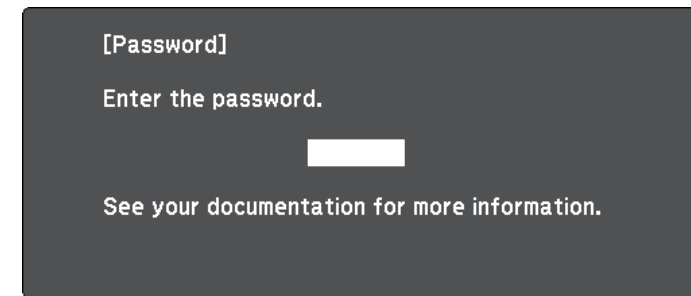 [Password]
Enter the password.
See your documentation for more information.